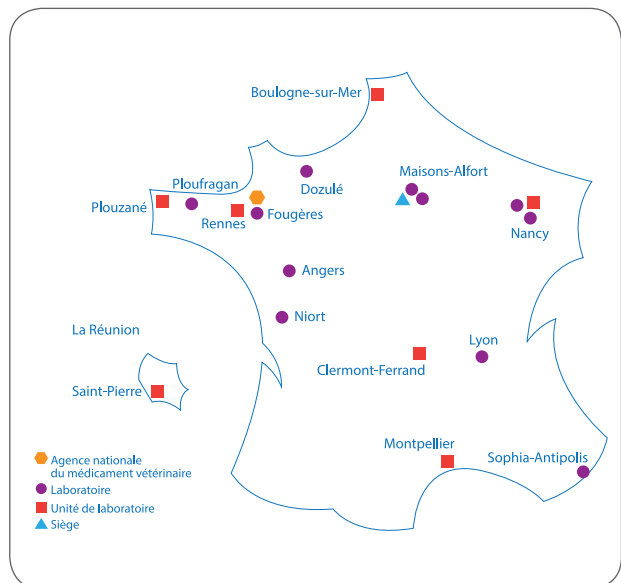 Boulogne-sur-Mer
Maisons-Alfort
Dozulé
Ploufragan
Plouzané
Rennes
Fougères
Nancy
Angers
Niort
La Réunion
Lyon
Clermont-Ferrand
Saint-Pierre
Montpellier
Sophia-Antipolis
Agence nationale
du médicament vétérinaire
Laboratoire
Unité de laboratoire
Siège